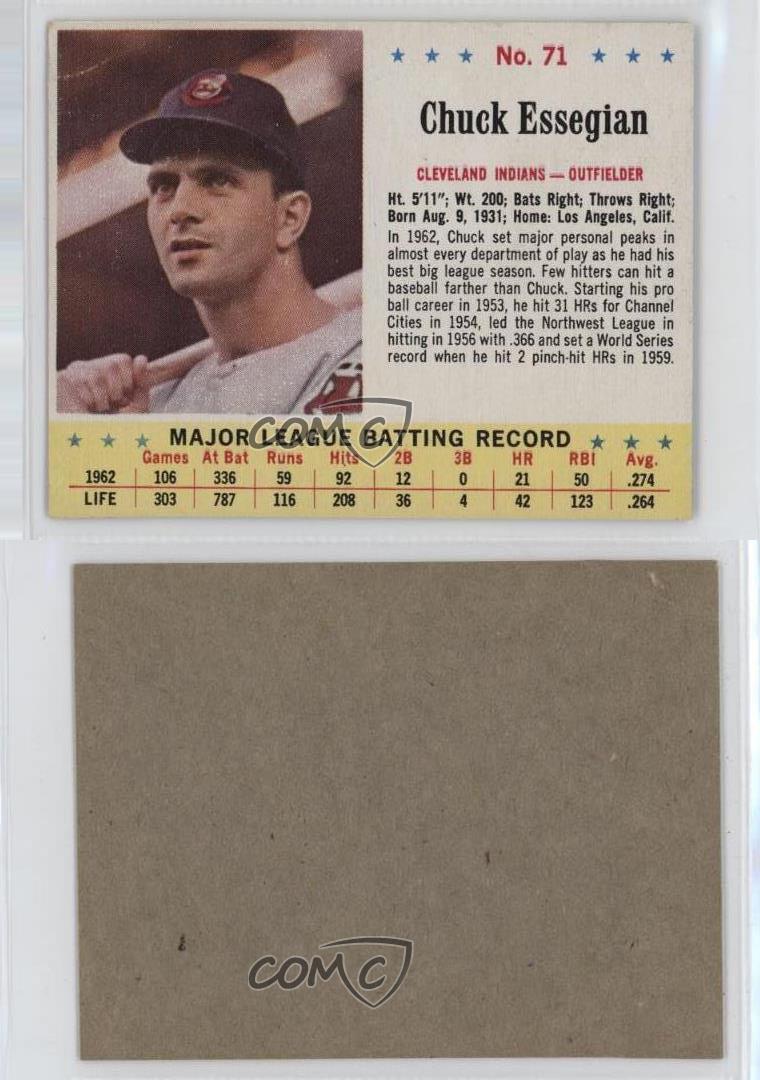 No. 71
Chuck Essegian
CLEVELAND INDIANS — OUTFIELDER
Ht. 5'11"; Wt. 200; Bats Right; Throws Right;
Born Aug. 9, 1931; Home: Los Angeles, Calif.
In 1962, Chuck set major personal peaks in
almost every department of play as he had his
best big league season. Few hitters can hit a
baseball farther than Chuck. Starting his pro
ball career in 1953, he hit 31 HRs for Channel
Cities in 1954, led the Northwest League in
hitting in 1956 with .366 and set a World Series
record when he hit 2 pinch-hit HRs in 1959.
MAJOR LEAGUE BATTING RECORD
Games At Bat Runs Hits 2B 3B HR RBI Avg.
1962 106 336 59 92 12 0 21 50 .274
LIFE 303 787 116 208 36 4 42 123 .264
COMC
COMC